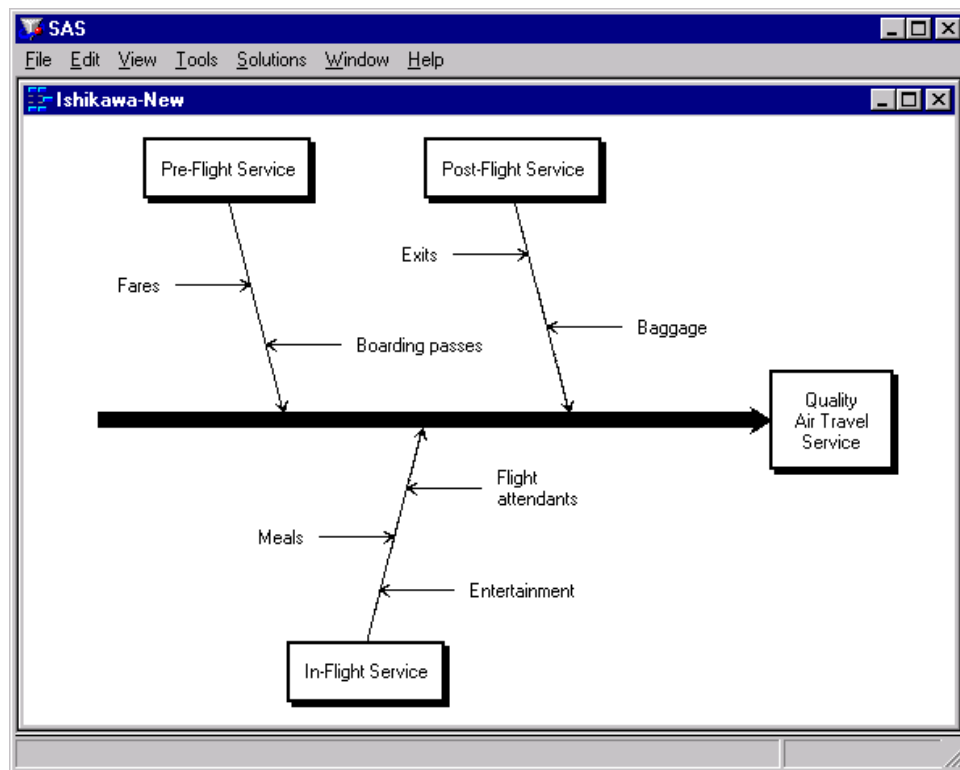 SAS
File Edit View Tools Solutions Window Help
Ishikawa-New
Pre-Flight Service
Post-Flight Service
Exits
Fares
Baggage
Boarding passes
Quality
Air Travel
Service
Flight
attendants
Meals
Entertainment
In-Flight Service